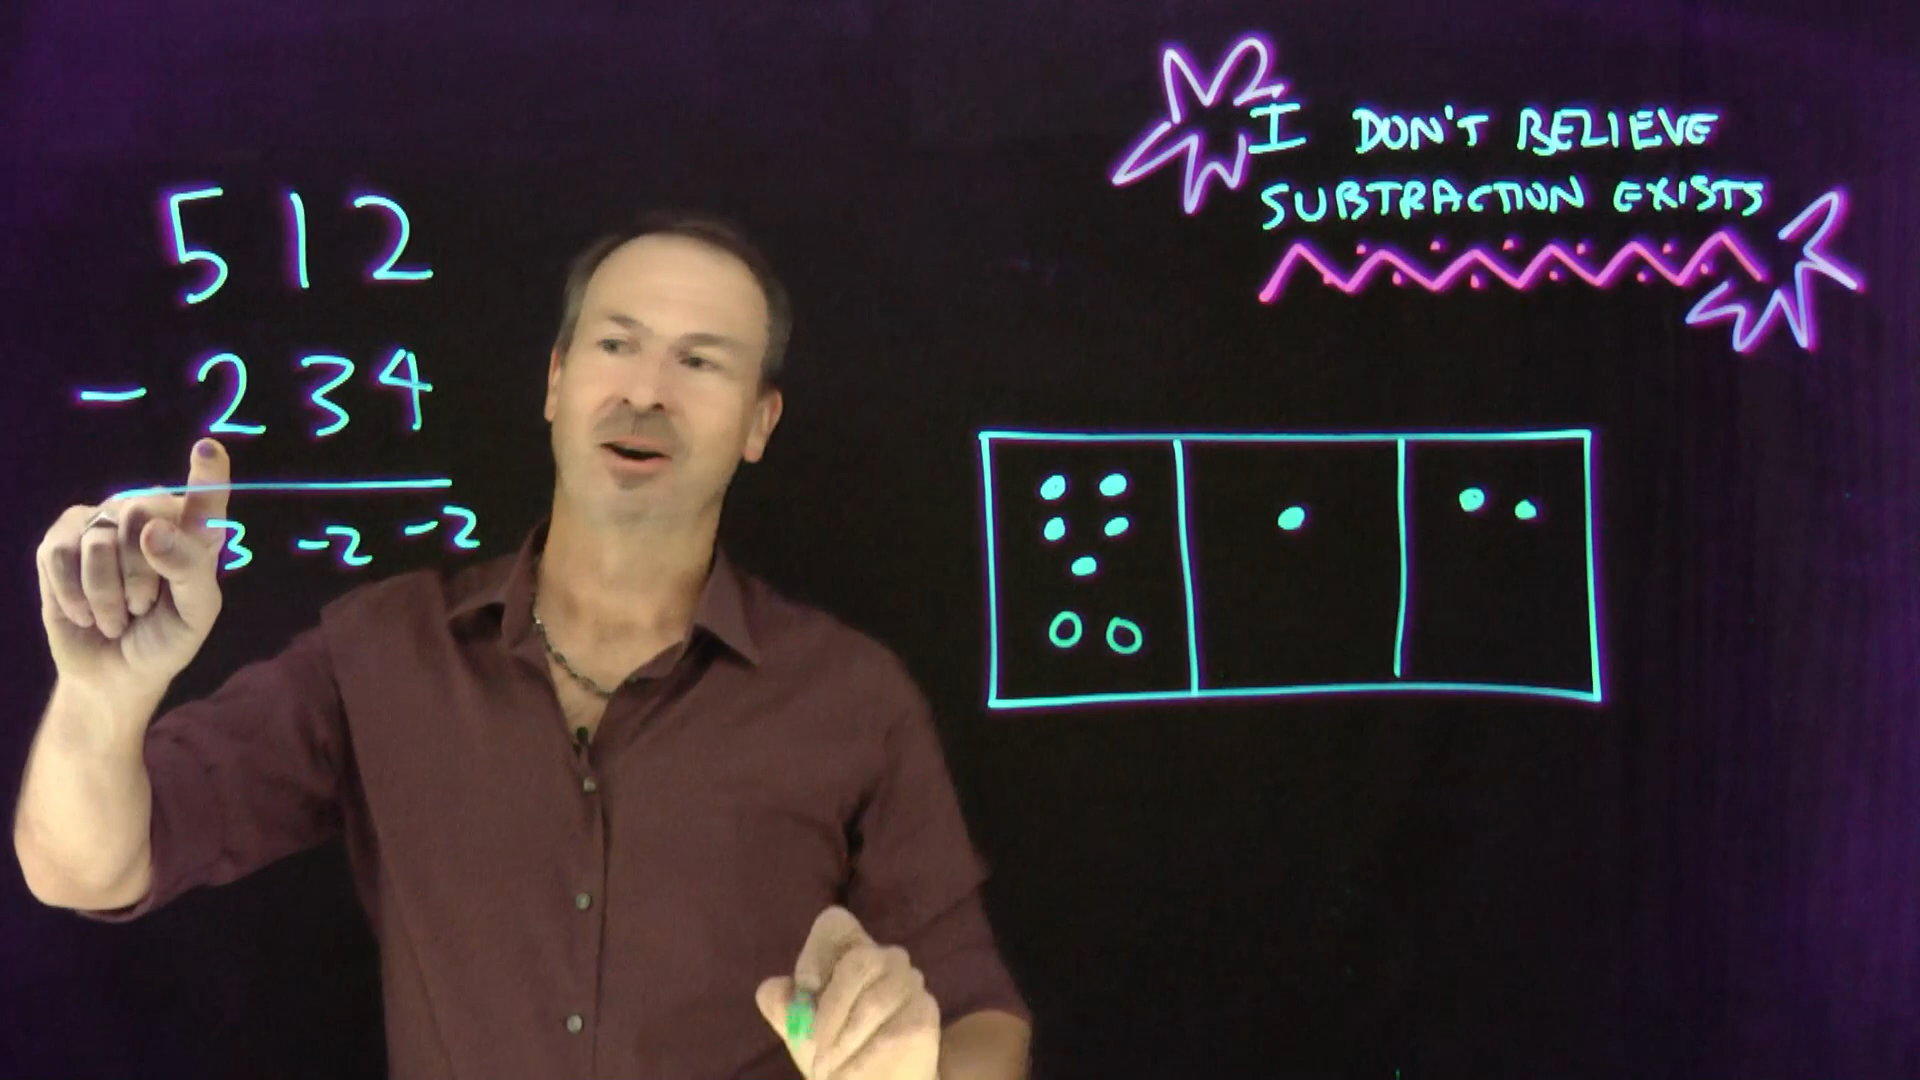 512
- 234
3 -2 -2
I DON'T BELIEVE
SUBTRACTION EXISTS